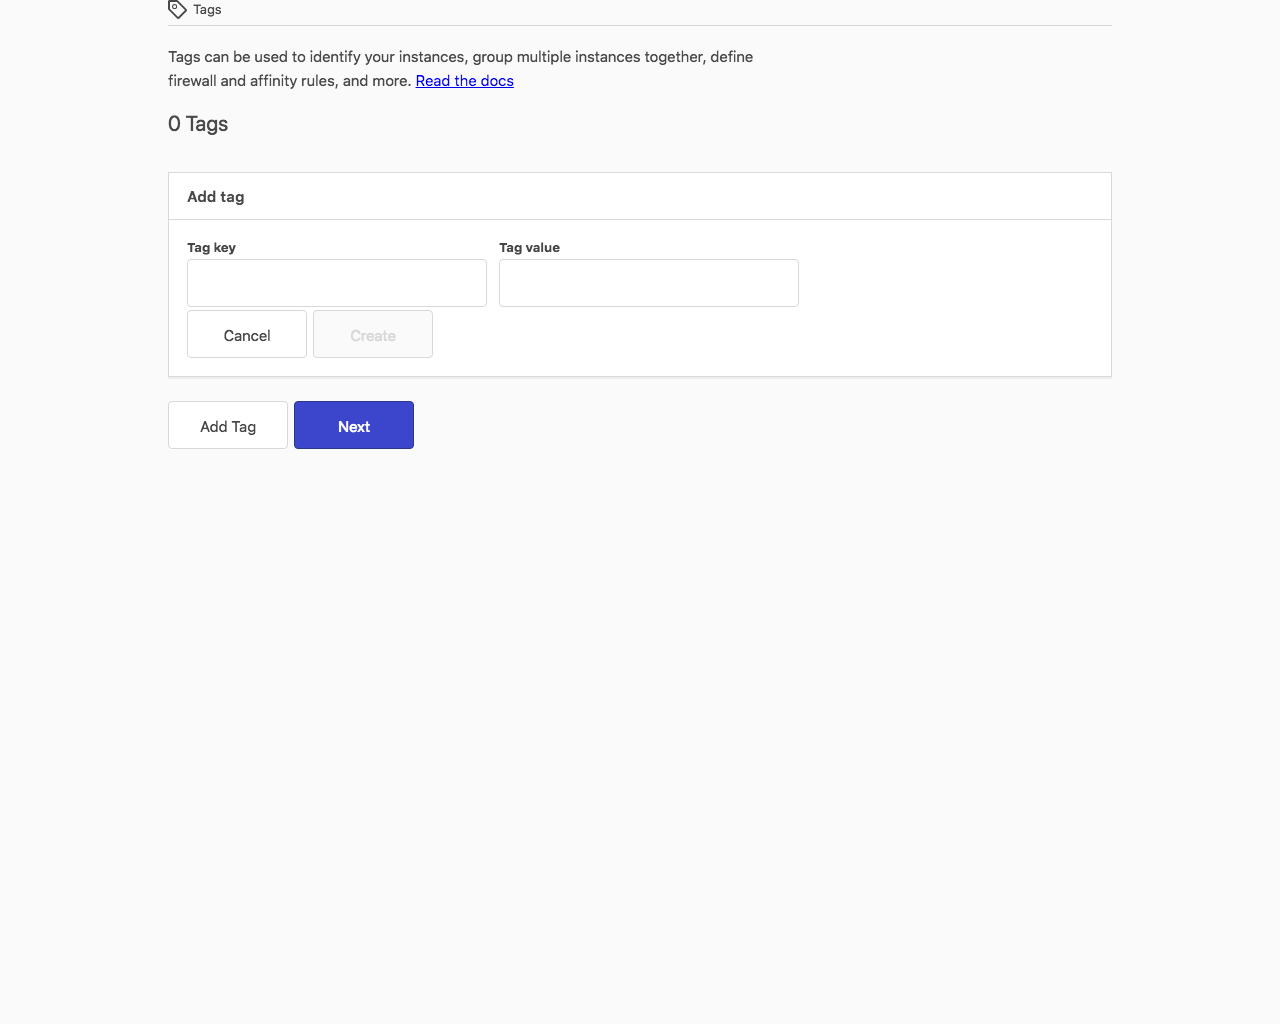 Tags
Tags can be used to identify your instances, group multiple instances together, define
firewall and affinity rules, and more. Read the docs
0 Tags
Add tag
Tag key Tag value
Cancel Create
Add Tag Next